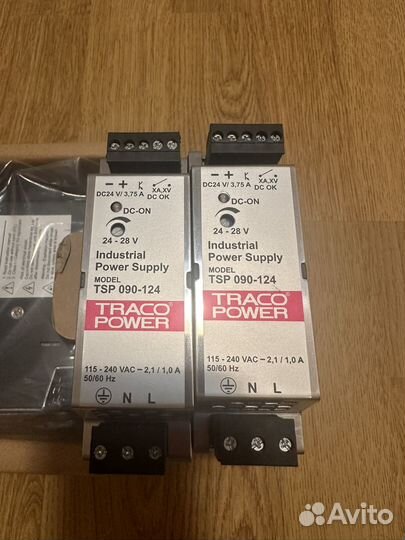 − + K XA,XV
DC24 V/ 3,75 A DC OK
DC-ON
24 - 28 V
Industrial
Power Supply
MODEL
TSP 090-124
TRACO
POWER
115 - 240 VAC – 2,1 / 1,0 A
50/60 Hz
N L
− + K XA,XV
DC24 V/ 3,75 A DC OK
DC-ON
24 - 28 V
Industrial
Power Supply
MODEL
TSP 090-124
TRACO
POWER
115 - 240 VAC – 2,1 / 1,0 A
50/60 Hz
N L
Avito